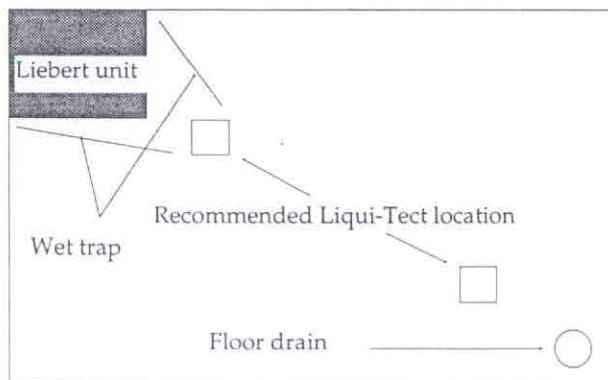 Liebert unit
Recommended Liqui-Tect location
Wet trap
Floor drain